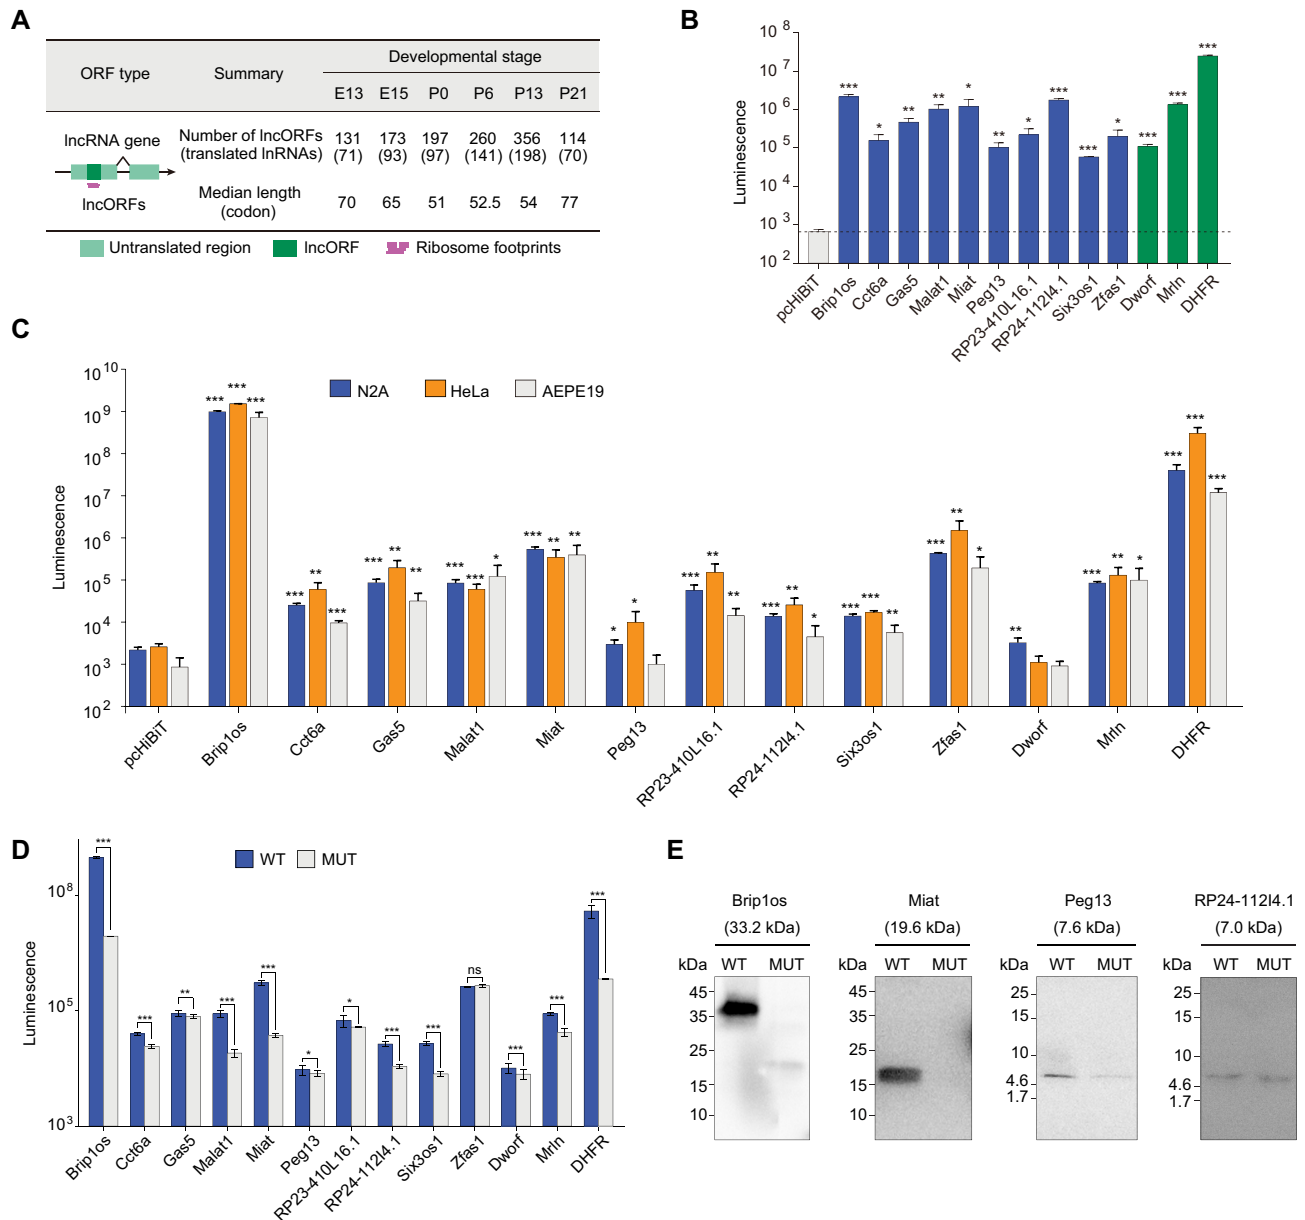 A
ORF type
Summary
Developmental stage
E13 E15 P0 P6 P13 P21
lncRNA gene
lncORFs
Number of lncORFs
(translated lnRNAs)
131 173 197 260 356 114
(71) (93) (97) (141) (198) (70)
Median length
(codon)
70 65 51 52.5 54 77
Untranslated region
lncORF
Ribosome footprints
B
Luminescence
10 8
10 7
10 6
10 5
10 4
10 3
10 2
*** * ** ** * ** * *** *** * *** *** ***
pcHiBiT
Brip1os
Cct6a
Gas5
Malat1
Miat
Peg13
RP23-410L16.1
RP24-112I4.1
Six3os1
Zfas1
Dworf
Mrln
DHFR
C
Luminescence
10 10
10 9
10 8
10 7
10 6
10 5
10 4
10 3
10 2
N2A
HeLa
AEPE19
*** *** ***
*** ** ***
*** ** **
*** *** *
*** ** **
* *
*** ** **
*** ** *
*** *** **
*** ** *
**
*** ** *
*** *** ***
pcHiBiT
Brip1os
Cct6a
Gas5
Malat1
Miat
Peg13
RP23-410L16.1
RP24-112I4.1
Six3os1
Zfas1
Dworf
Mrln
DHFR
D
Luminescence
10 8
10 5
10 3
WT
MUT
*** *** ** *** *** * * *** *** ns *** *** ***
Brip1os
Cct6a
Gas5
Malat1
Miat
Peg13
RP23-410L16.1
RP24-112I4.1
Six3os1
Zfas1
Dworf
Mrln
DHFR
E
Brip1os
(33.2 kDa)
kDa WT MUT
45
35
25
15
10
Miat
(19.6 kDa)
kDa WT MUT
45
35
25
15
10
Peg13
(7.6 kDa)
kDa WT MUT
25
15
10
4.6
1.7
RP24-112I4.1
(7.0 kDa)
kDa WT MUT
25
15
10
4.6
1.7